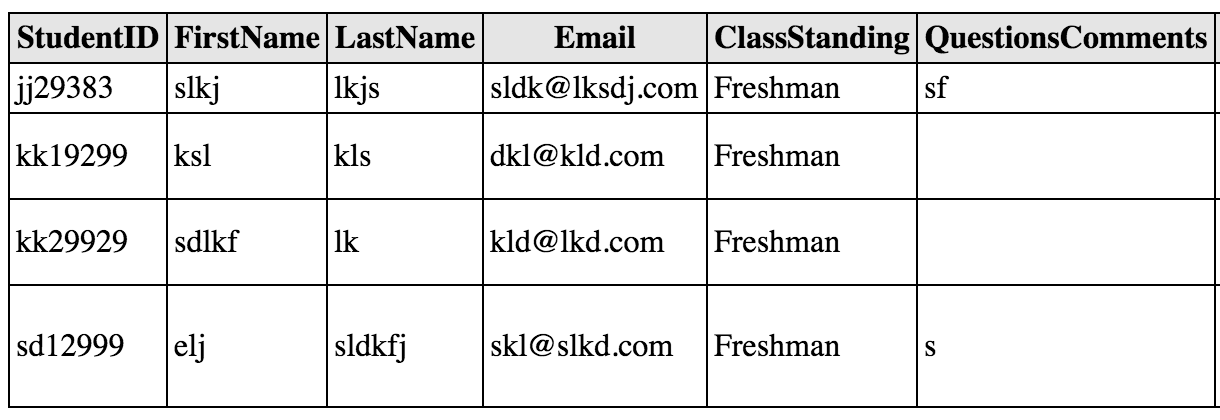 StudentID FirstName LastName Email ClassStanding QuestionsComments
jj29383 slkj lkjs sldk@lksdj.com Freshman sf
kk19299 ksl kls dkl@kld.com Freshman
kk29929 sdlkf lk kld@lkd.com Freshman
sd12999 elj sldkfj skl@slkd.com Freshman s